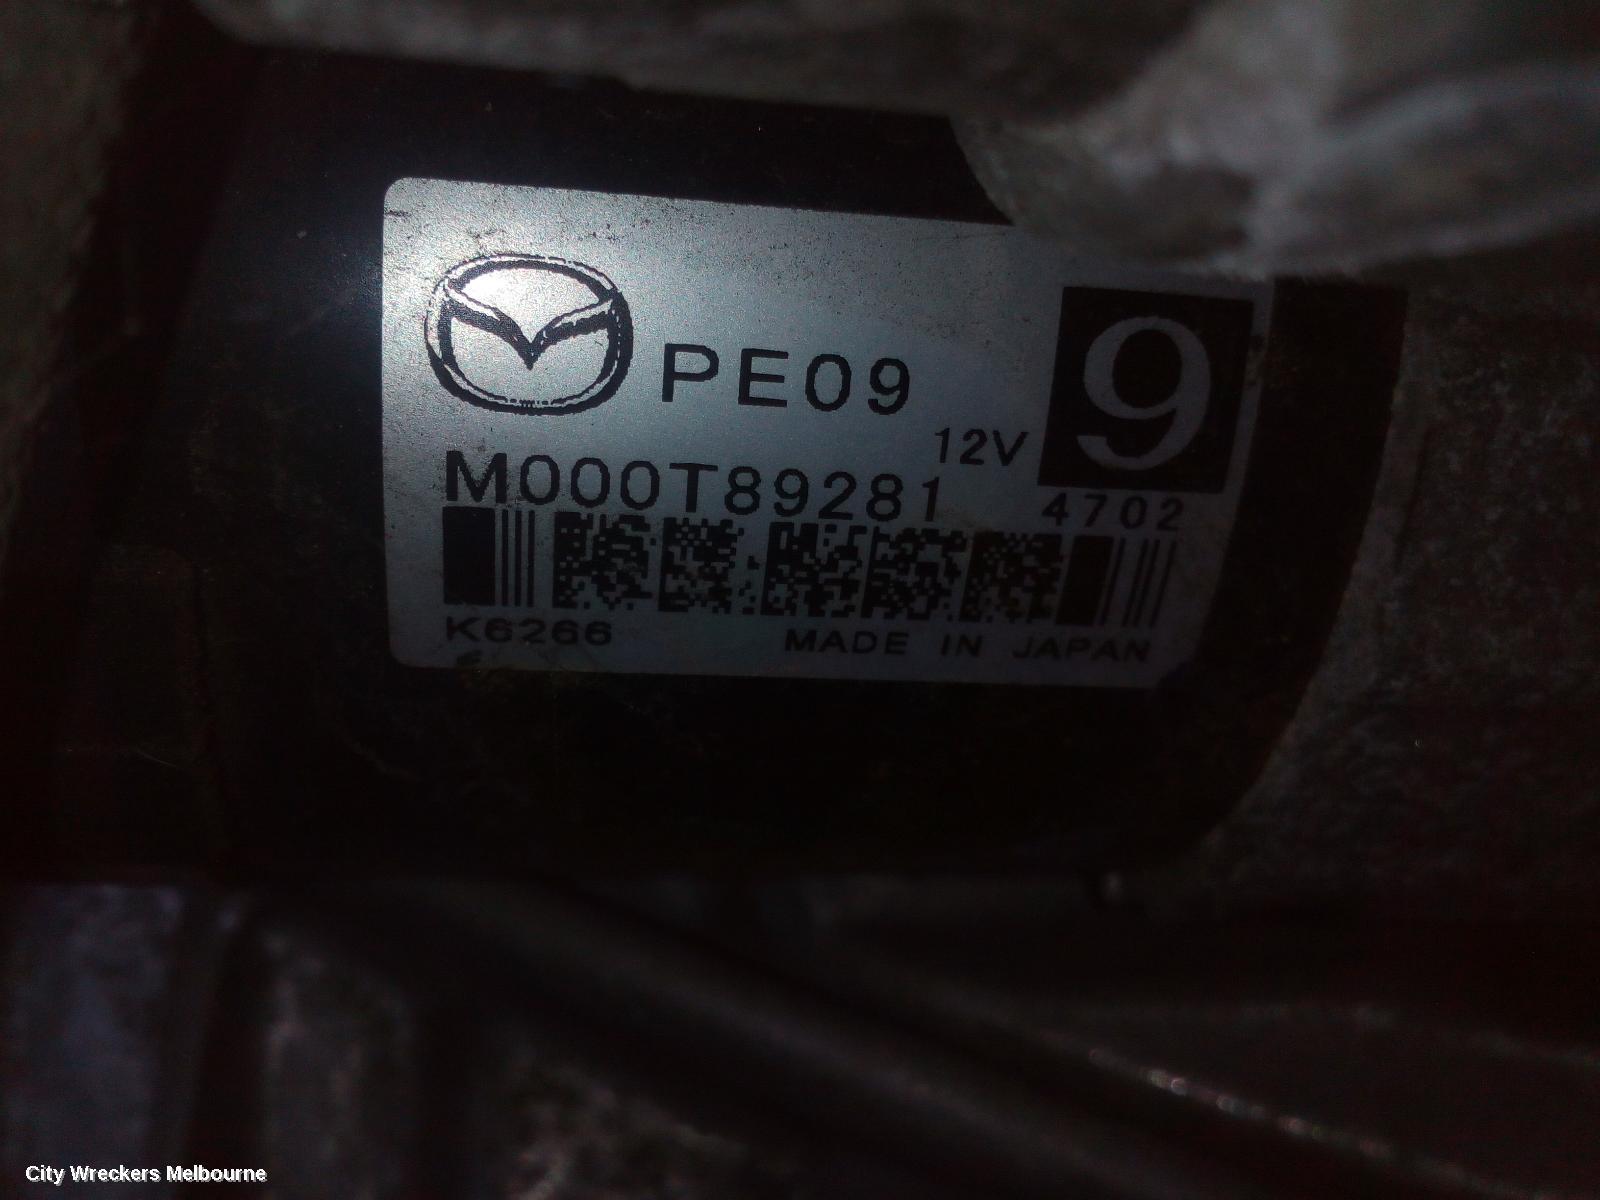 PE09
9
12V
M000T89281
4702
K6266
MADE IN JAPAN
City Wreckers Melbourne